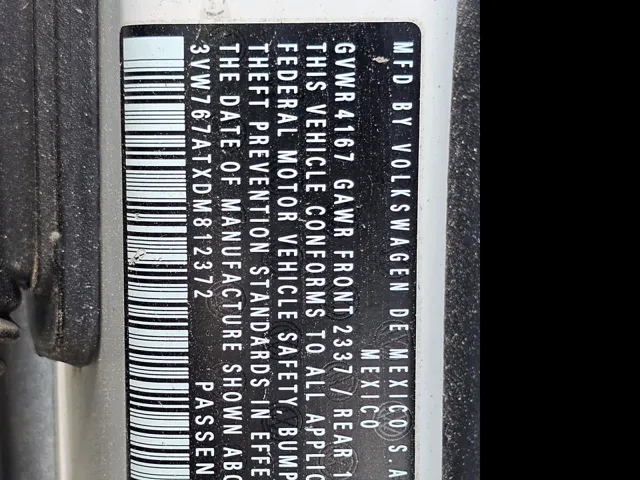 MFD BY VOLKSWAGEN DE MEXICO S.A
MEXICO
GVWR 4167 GAWR FRONT 2337 / REAR 1
THIS VEHICLE CONFORMS TO ALL APPLIC
FEDERAL MOTOR VEHICLE SAFETY, BUMP
THEFT PREVENTION STANDARDS IN EFFE
THE DATE OF MANUFACTURE SHOWN ABO
3VW767ATXDM812372 PASSEN